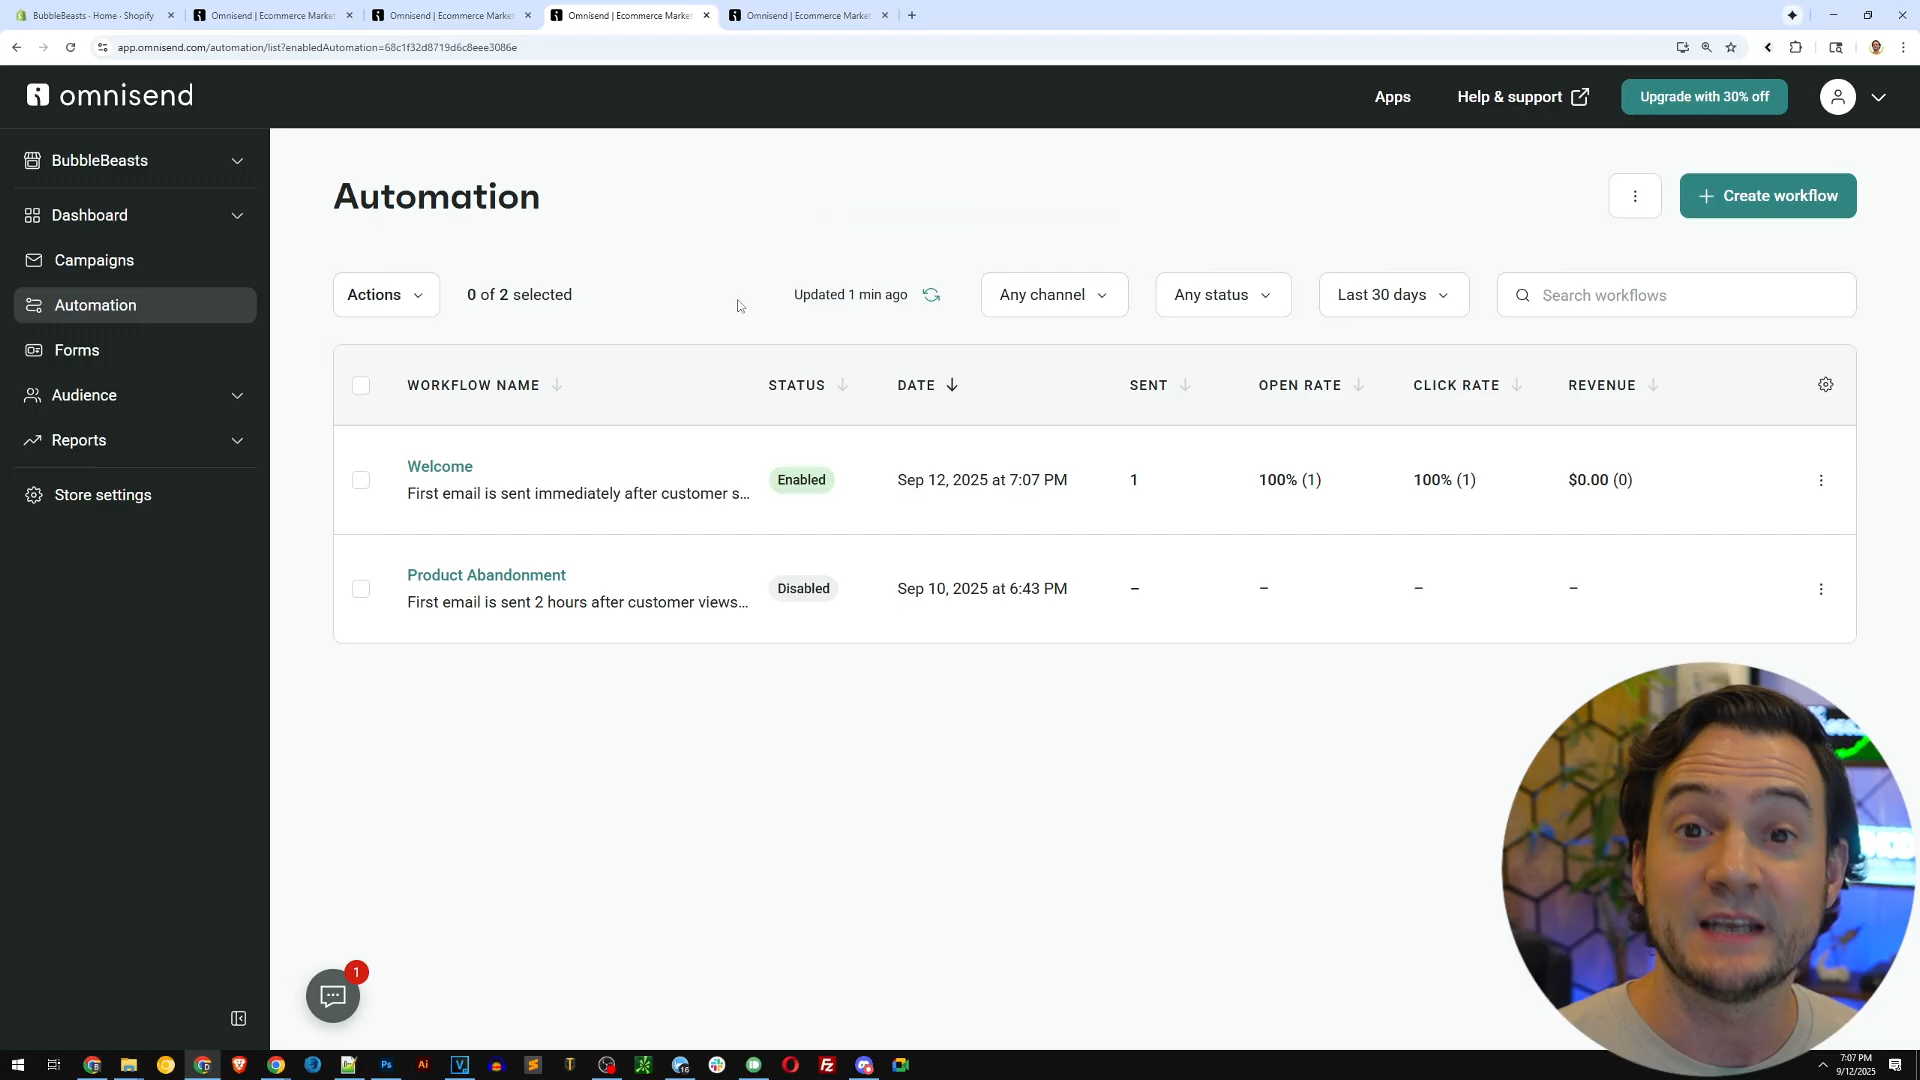 BubbleBeasts · Home · Shopify
Omnisend | Ecommerce Market
Omnisend | Ecommerce Market
Omnisend | Ecommerce Market
Omnisend | Ecommerce Market
app.omnisend.com/automation/list?enabledAutomation=68c1f32d8719d6c8eee3086e
omnisend
Apps
Help & support
Upgrade with 30% off
BubbleBeasts
Dashboard
Campaigns
Automation
Forms
Audience
Reports
Store settings
Automation
Create workflow
Actions
0 of 2 selected
Updated 1 min ago
Any channel
Any status
Last 30 days
Search workflows
WORKFLOW NAME STATUS DATE SENT OPEN RATE CLICK RATE REVENUE
Welcome
First email is sent immediately after customer s...
Enabled
Sep 12, 2025 at 7:07 PM
1
100% (1)
100% (1)
$0.00 (0)
Product Abandonment
First email is sent 2 hours after customer views...
Disabled
Sep 10, 2025 at 6:43 PM
–
–
–
–
1
Ps
Ai
V
T
16
Fz
7:07 PM
9/12/2025